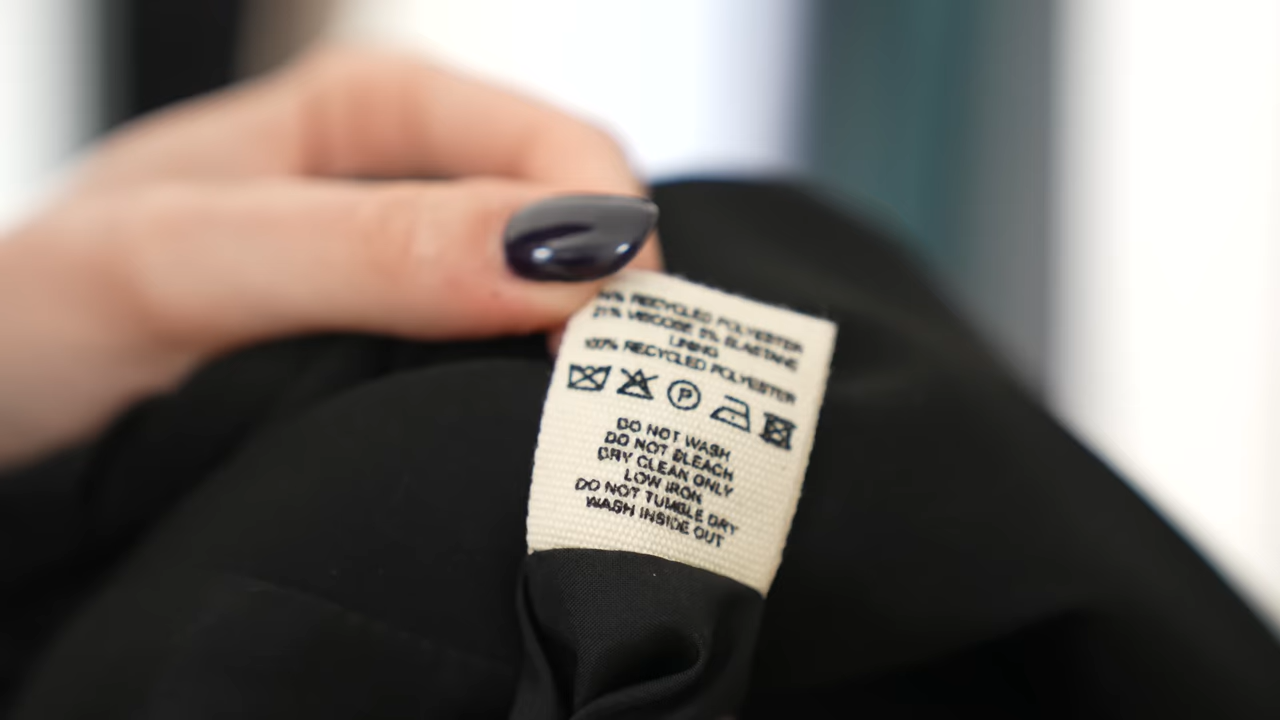 RECYCLED POLYESTER
21% VISCOSE 5% ELASTANE
LINING
100% RECYCLED POLYESTER
P
DO NOT WASH
DO NOT BLEACH
DRY CLEAN ONLY
LOW IRON
DO NOT TUMBLE DRY
WASH INSIDE OUT